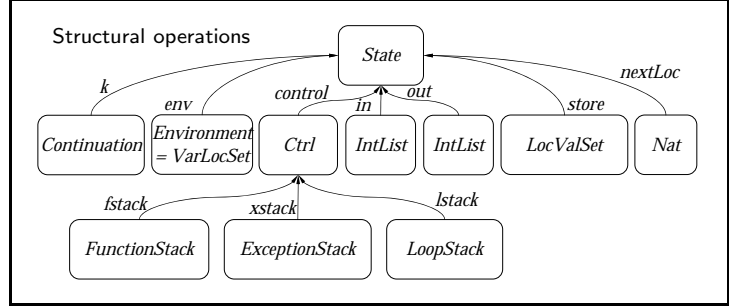 Structural operations
State
k
env
control
in
out
store
nextLoc
Continuation
Environment
= VarLocSet
Ctrl
IntList
IntList
LocValSet
Nat
fstack
xstack
lstack
FunctionStack
ExceptionStack
LoopStack